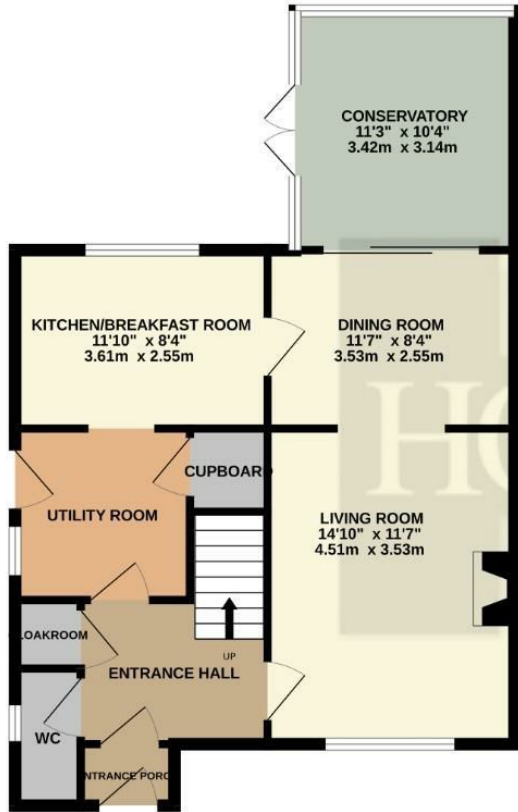 CONSERVATORY
11'3" x 10'4"
3.42m x 3.14m
KITCHEN/BREAKFAST ROOM
11'10" x 8'4"
3.61m x 2.55m
DINING ROOM
11'7" x 8'4"
3.53m x 2.55m
CUPBOARD
UTILITY ROOM
LIVING ROOM
14'10" x 11'7"
4.51m x 3.53m
LOAKROOM
UP
ENTRANCE HALL
WC
NTRANCE PORC